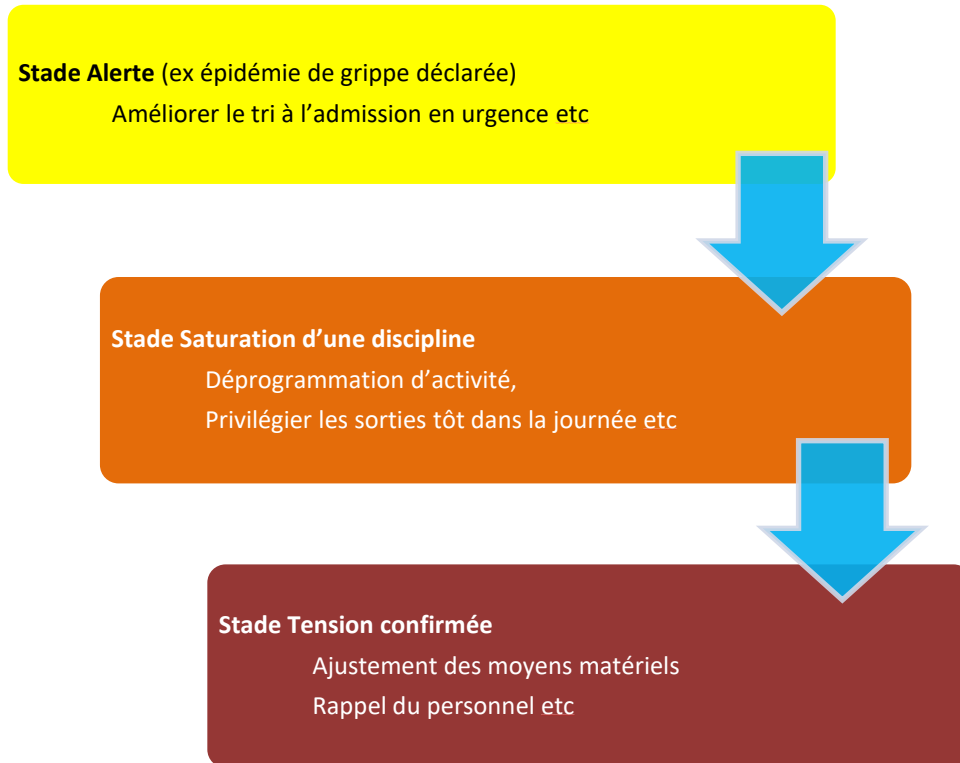 Stade Alerte (ex épidémie de grippe déclarée)
Améliorer le tri à l’admission en urgence etc
Stade Saturation d’une discipline
Déprogrammation d’activité,
Privilégier les sorties tôt dans la journée etc
Stade Tension confirmée
Ajustement des moyens matériels
Rappel du personnel etc